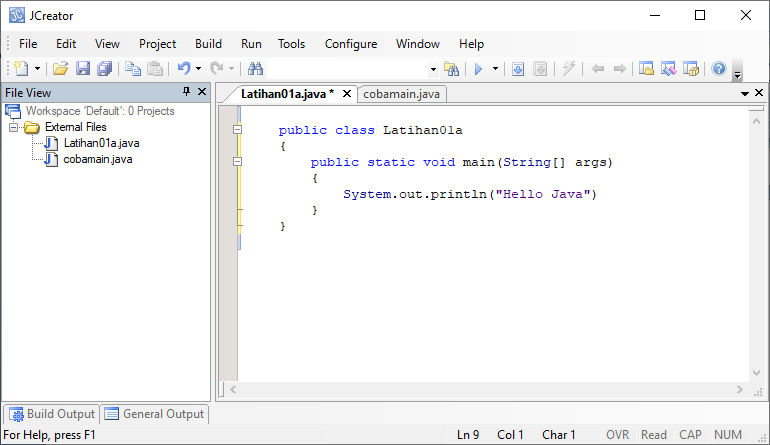 JCreator
File Edit View Project Build Run Tools Configure Window Help
File View
Workspace 'Default': 0 Projects
External Files
Latihan01a.java
cobamain.java
Latihan01a.java * cobamain.java
public class Latihan01a
{
public static void main(String[] args)
{
System.out.println("Hello Java")
}
}
Build Output General Output
For Help, press F1 Ln 9 Col 1 Char 1 OVR Read CAP NUM